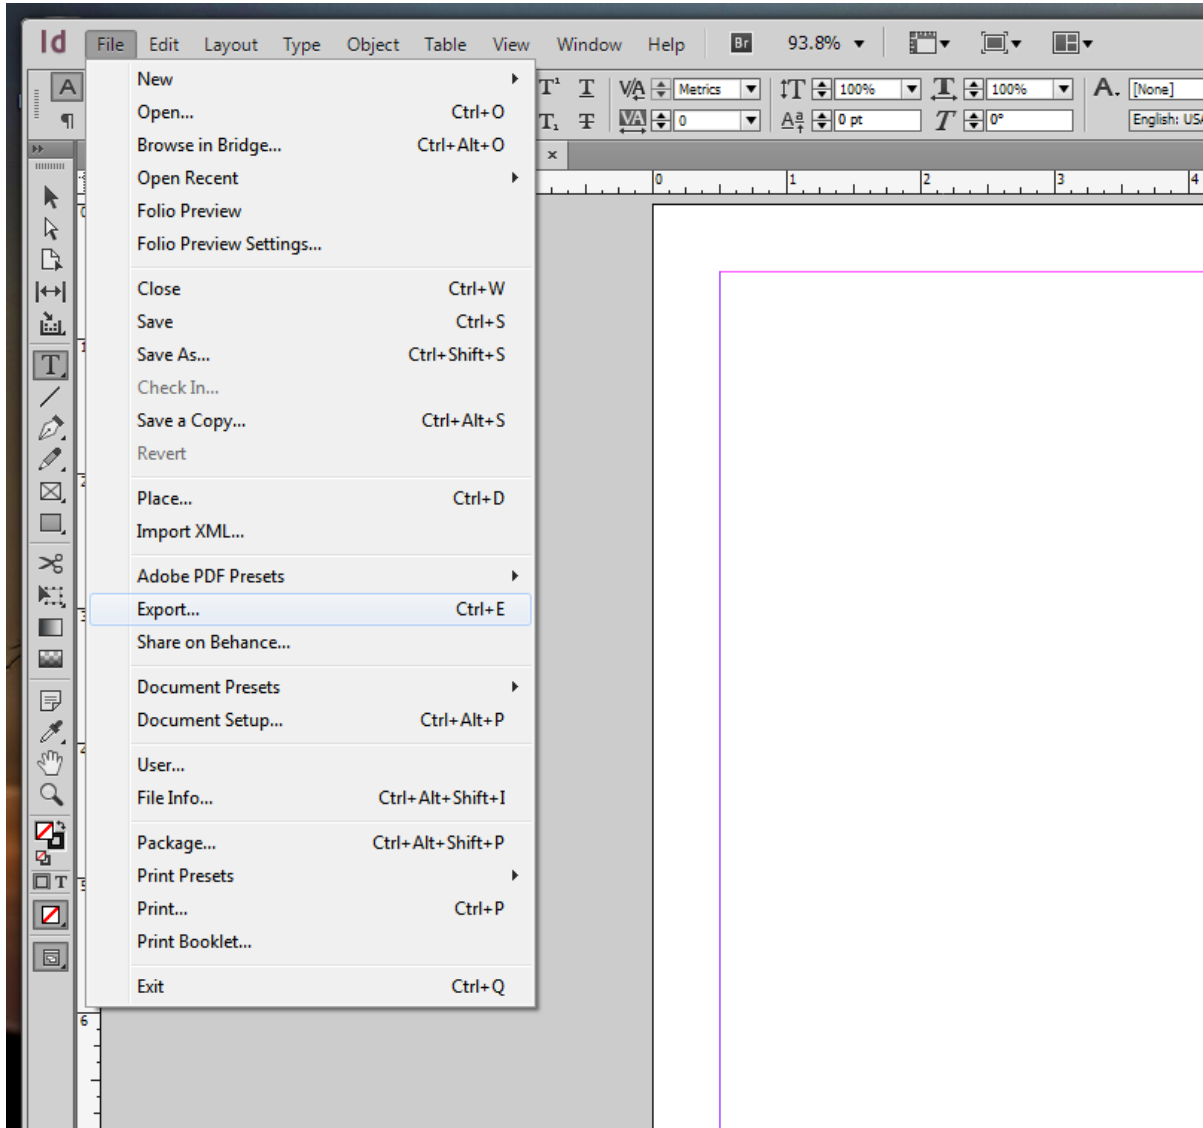 Id File Edit Layout Type Object Table View Window Help Br 93.8%
A T¹ T V/A Metrics T 100% T 100% A. [None]
¶ T₁ T VA 0 Aª 0 pt T 0° English: USA
×
0 1 2 3 4
New
Open... Ctrl+O
Browse in Bridge... Ctrl+Alt+O
Open Recent
Folio Preview
Folio Preview Settings...
Close Ctrl+W
Save Ctrl+S
Save As... Ctrl+Shift+S
Check In...
Save a Copy... Ctrl+Alt+S
Revert
Place... Ctrl+D
Import XML...
Adobe PDF Presets
Export... Ctrl+E
Share on Behance...
Document Presets
Document Setup... Ctrl+Alt+P
User...
File Info... Ctrl+Alt+Shift+I
Package... Ctrl+Alt+Shift+P
Print Presets
Print... Ctrl+P
Print Booklet...
Exit Ctrl+Q
T
T
6